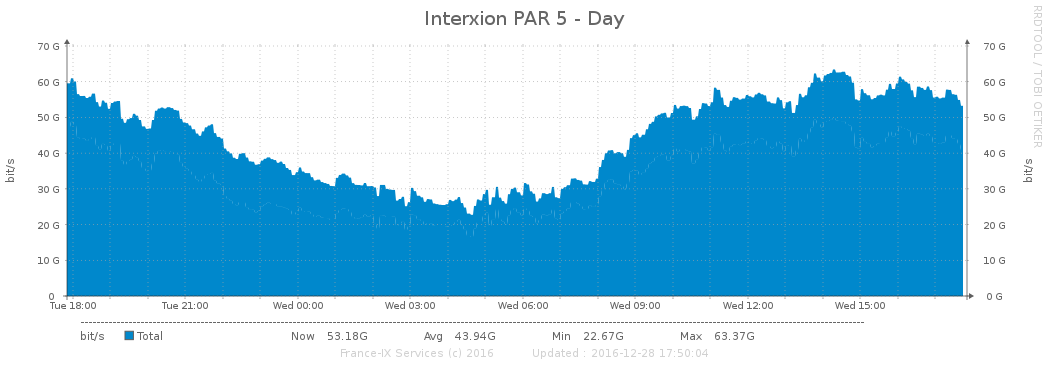 Interxion PAR 5 - Day
RRDTOOL / TOBI OETIKER
70 G 70 G
60 G 60 G
50 G 50 G
40 G 40 G
30 G 30 G
20 G 20 G
10 G 10 G
0 0 G
bit/s bit/s
Tue 18:00 Tue 21:00 Wed 00:00 Wed 03:00 Wed 06:00 Wed 09:00 Wed 12:00 Wed 15:00
bit/s Total Now 53.18G Avg 43.94G Min 22.67G Max 63.37G
France-IX Services (c) 2016 Updated : 2016-12-28 17:50:04